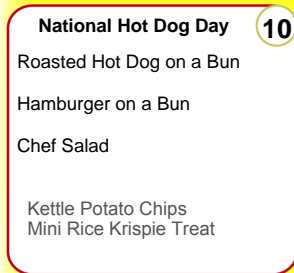 National Hot Dog Day
10
Roasted Hot Dog on a Bun
Hamburger on a Bun
Chef Salad
Kettle Potato Chips
Mini Rice Krispie Treat